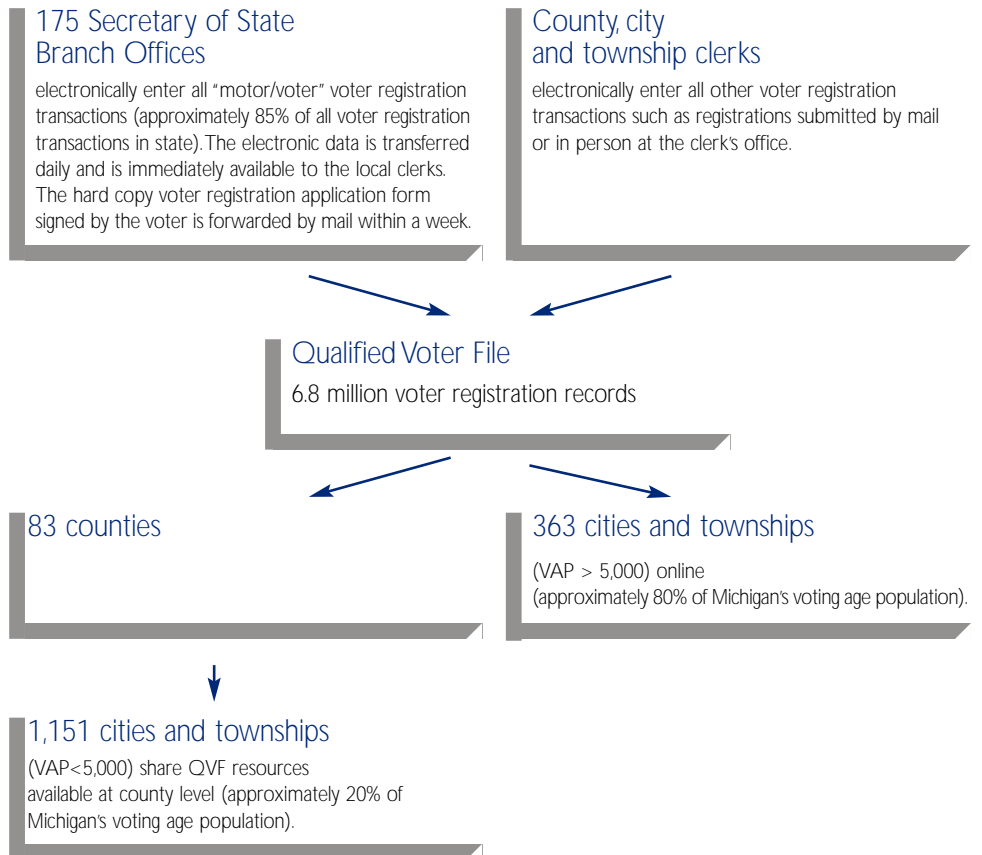 175 Secretary of State
Branch Offices
electronically enter all "motor/voter" voter registration
transactions (approximately 85% of all voter registration
transactions in state). The electronic data is transferred
daily and is immediately available to the local clerks.
The hard copy voter registration application form
signed by the voter is forwarded by mail within a week.
County, city
and township clerks
electronically enter all other voter registration
transactions such as registrations submitted by mail
or in person at the clerk's office.
Qualified Voter File
6.8 million voter registration records
83 counties
363 cities and townships
(VAP > 5,000) online
(approximately 80% of Michigan's voting age population).
1,151 cities and townships
(VAP<5,000) share QVF resources
available at county level (approximately 20% of
Michigan's voting age population).